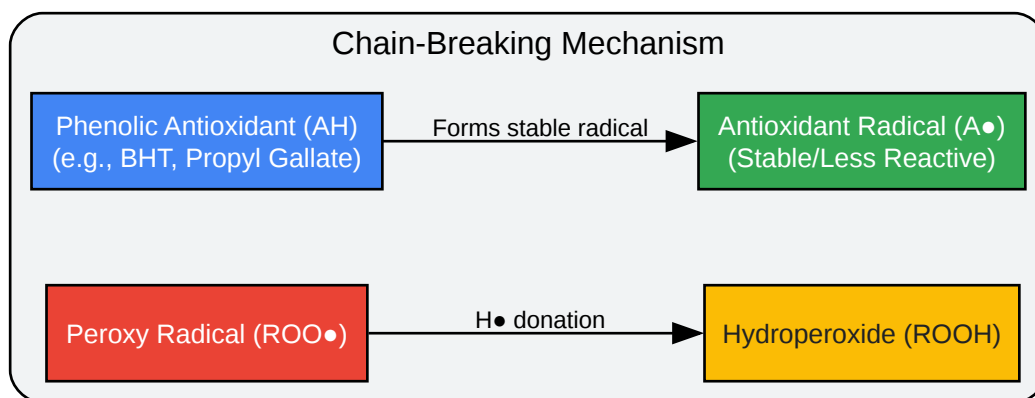 Chain-Breaking Mechanism
Phenolic Antioxidant (AH)
(e.g., BHT, Propyl Gallate)
Forms stable radical
Antioxidant Radical (A●)
(Stable/Less Reactive)
Peroxy Radical (ROO●)
H● donation
Hydroperoxide (ROOH)